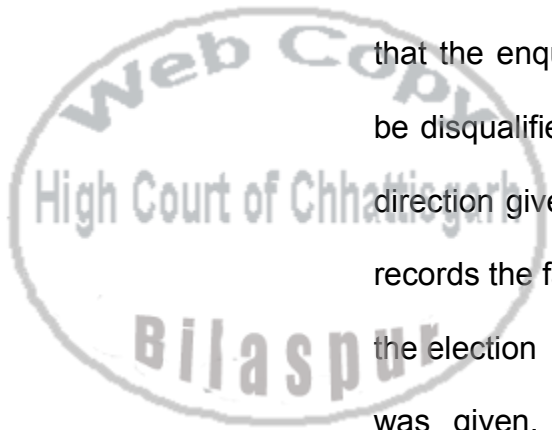 that the enqu
Web Copy
be disqualifie
High Court of Chhattisgarh
direction give
records the f
Bilaspur
the election
was given.